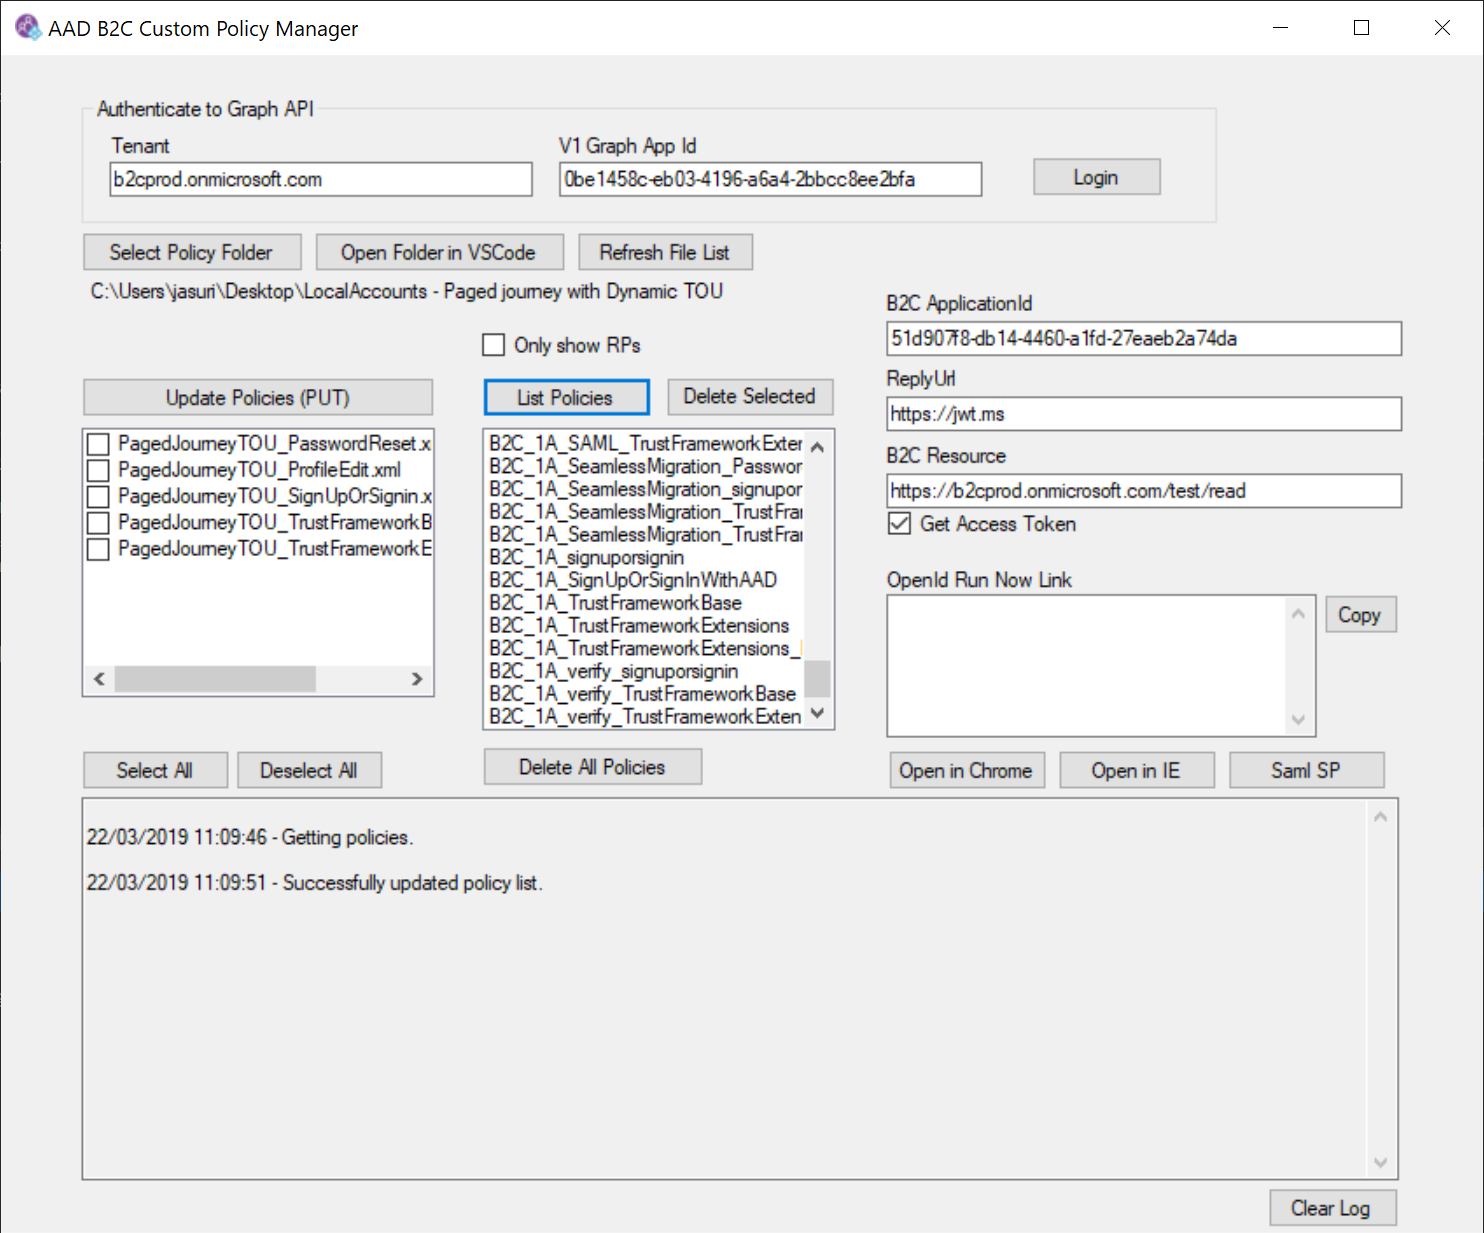 AAD B2C Custom Policy Manager
Authenticate to Graph API
Tenant
V1 Graph App Id
b2cprod.onmicrosoft.com
0be1458c-eb03-4196-a6a4-2bbcc8ee2bfa
Login
Select Policy Folder
Open Folder in VSCode
Refresh File List
C:\Users\jasuri\Desktop\LocalAccounts - Paged journey with Dynamic TOU
Only show RPs
Update Policies (PUT)
List Policies
Delete Selected
PagedJourneyTOU_PasswordReset.x
PagedJourneyTOU_ProfileEdit.xml
PagedJourneyTOU_SignUpOrSignin.x
PagedJourneyTOU_TrustFrameworkB
PagedJourneyTOU_TrustFrameworkE
B2C_1A_SAML_TrustFrameworkExter
B2C_1A_SeamlessMigration_Passwor
B2C_1A_SeamlessMigration_signupor
B2C_1A_SeamlessMigration_TrustFrar
B2C_1A_SeamlessMigration_TrustFrar
B2C_1A_signuporsignin
B2C_1A_SignUpOrSignInWithAAD
B2C_1A_TrustFrameworkBase
B2C_1A_TrustFrameworkExtensions
B2C_1A_TrustFrameworkExtensions_
B2C_1A_verify_signuporsignin
B2C_1A_verify_TrustFrameworkBase
B2C_1A_verify_TrustFrameworkExten
B2C ApplicationId
51d907f8-db14-4460-a1fd-27eaeb2a74da
ReplyUrl
https://jwt.ms
B2C Resource
https://b2cprod.onmicrosoft.com/test/read
Get Access Token
OpenId Run Now Link
Copy
Select All
Deselect All
Delete All Policies
Open in Chrome
Open in IE
Saml SP
22/03/2019 11:09:46 - Getting policies.
22/03/2019 11:09:51 - Successfully updated policy list.
Clear Log